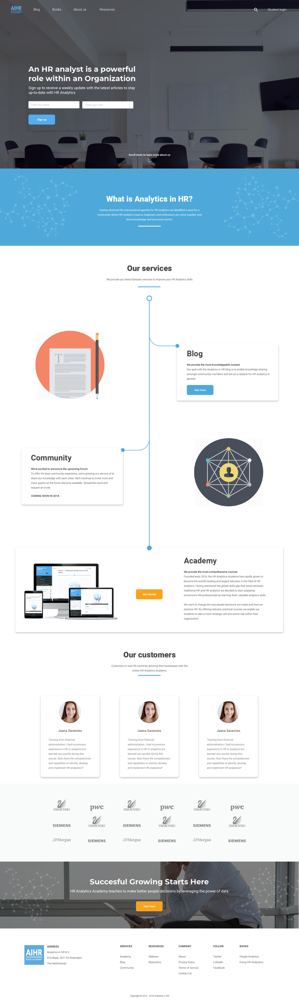 AIHR
ACADEMY
Blog
Books
About us
Resources
Student login
An HR analyst is a powerful
role within an Organization
Sign up to receive a weekly update with the latest articles to stay
up-to-date with HR Analytics
Enter you name
Enter your mail
Sign up
Scroll down to learn more about us
What is Analytics in HR?
Having observed the astronomical appetite for HR analytics we identified a need for a
community where HR analytics experts, beginners and enthusiast can come together and
share knowledge and (success) stories.
Our services
We provide you these fantastic services to improve your HR Analytics skills
T
Blog
We provide the most knowledgeable content
Our goal with the Analytics in HR blog is to enable knowledge sharing
amongst community members and act as a catalyst for HR analytics in
general.
See more
Community
We're excited to announce the upcoming Forum
To offer the best community experience, we're growing our service of to
share our knowledge with each other. We'll continue to invite more and
more guests as the forum become available. Spread the word and
request an invite.
COMING SOON IN 2018
Academy
We provide the most comprehensive courses
Founded early 2016, the HR Analytics Academy has rapidly grown to
become the world's leading and largest educator in the field of HR
analytics. Having witnessed the global skills gap that exists between
traditional HR and HR analytics we decided to start preparing
tomorrow's HR professionals by learning them valuable analytics skills.
We want to change the way people-decisions are made and how we
practice HR. By offering relevant, practical courses we enable our
students to take a more strategic and pro-active role within their
organization.
Get started
Our customers
Customers in over 90 countries growing their businesses with the
online HR Analytics Academy
Jaana Saramies
"Coming from financial
administration, I had no previous
experience in HR or analytics but
learned very quickly during this
course. Now Ihave the competencies
and capabilites to identify, develop
and implement HR analystics!"
Jaana Saramies
"Coming from financial
administration, I had no previous
experience in HR or analytics but
learned very quickly during this
course. Now Ihave the competencies
and capabilites to identify, develop
and implement HR analystics!"
Jaana Saramies
"Coming from financial
administration, I had no previous
experience in HR or analytics but
learned very quickly during this
course. Now Ihave the competencies
and capabilites to identify, develop
and implement HR analystics!"
SWAROVSKI
pwc
SWAROVSKI
pwc
SWAROVSKI
pwc
SIEMENS
SWAROVSKI
SIEMENS
SWAROVSKI
SIEMENS
SWAROVSKI
J.P.Morgan
SIEMENS
J.P.Morgan
SIEMENS
J.P.Morgan
SIEMENS
Succesful Growing Starts Here
HR Analytics Academy teaches to make better people decisions by leveraging the power of data
Start here
AIHR
BLOG & ACADEMY
ADDRESS
Analytics in HR B.V.
516 Blaak, 3011TA Rotterdam
The Netherlands
SERVICES
Academy
Blog
Community
RESOURCES
Webinar
Repository
COMPANY
About
Privacy Policy
Terms of Service
Contact Us
FOLLOW
Twitter
LinkedIn
Facebook
BOOKS
People Analytics
Doing HR Analystics
Copyright © 2016 - 2018 Analytics in HR